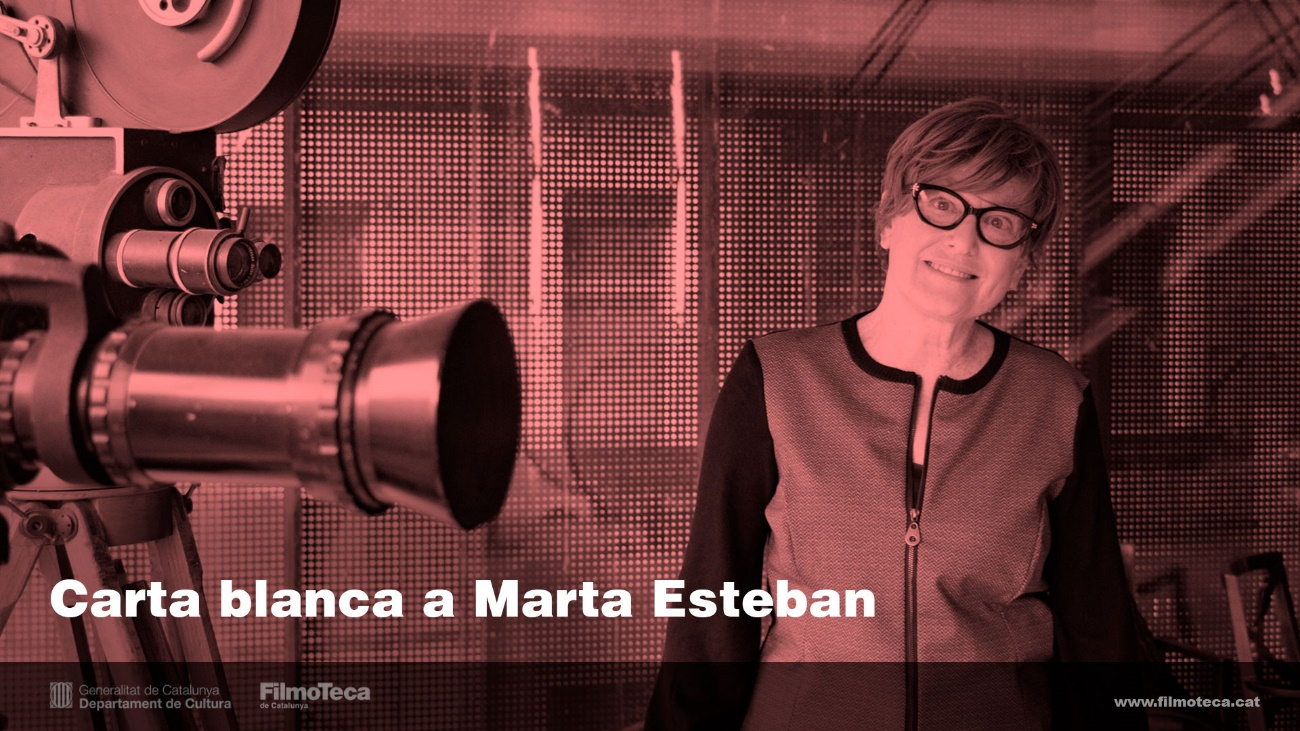 Carta blanca a Marta Esteban
Generalitat de Catalunya
Departament de Cultura
FilmoTeca
de Catalunya
www.filmoteca.cat